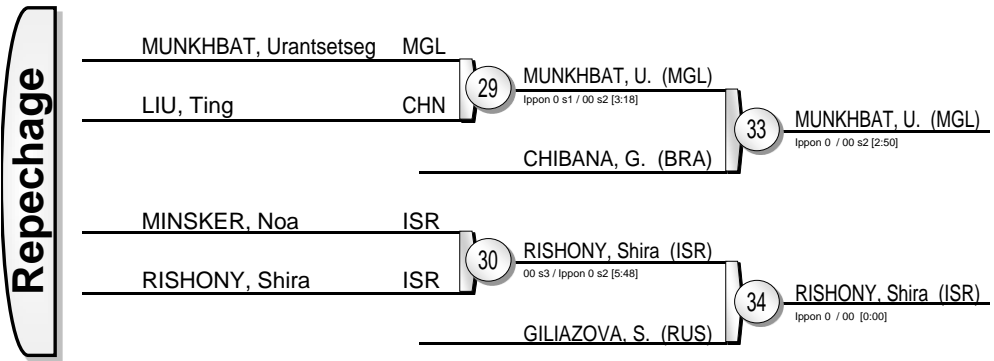 Repechage
MUNKHBAT, Urantsetseg MGL
LIU, Ting CHN
29
MUNKHBAT, U. (MGL)
Ippon 0 s1 / 00 s2 [3:18]
CHIBANA, G. (BRA)
33
MUNKHBAT, U. (MGL)
Ippon 0 / 00 s2 [2:50]
MINSKER, Noa ISR
RISHONY, Shira ISR
30
RISHONY, Shira (ISR)
00 s3 / Ippon 0 s2 [5:48]
GILIAZOVA, S. (RUS)
34
RISHONY, Shira (ISR)
Ippon 0 / 00 [0:00]